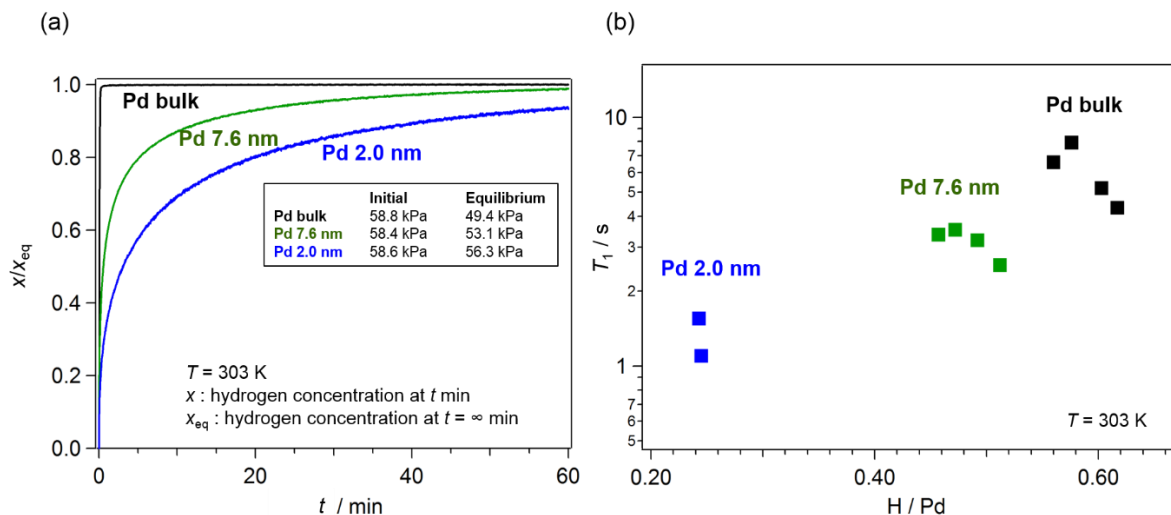 (a)
1.0
0.8
0.6
0.4
0.2
0.0
x/xeq
Pd bulk
Pd 7.6 nm
Pd 2.0 nm
Initial Equilibrium
Pd bulk 58.8 kPa 49.4 kPa
Pd 7.6 nm 58.4 kPa 53.1 kPa
Pd 2.0 nm 58.6 kPa 56.3 kPa
T = 303 K
x : hydrogen concentration at t min
xeq : hydrogen concentration at t = ∞ min
0 20 40 60
t / min
(b)
10
8
7
6
5
4
3
2
1
8
7
6
5
T1 / s
Pd bulk
Pd 7.6 nm
Pd 2.0 nm
T = 303 K
0.20 0.40 0.60
H / Pd